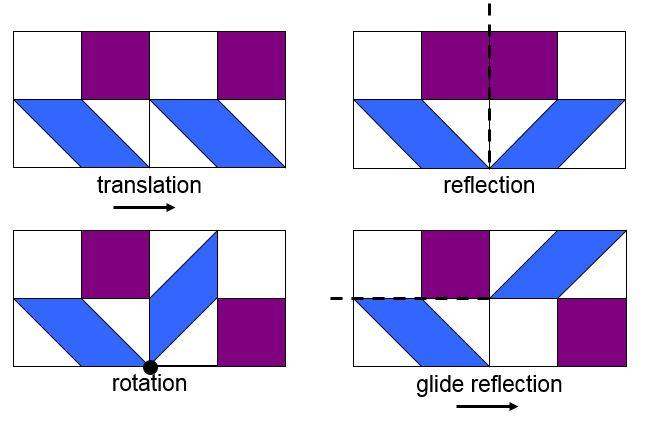 translation
reflection
rotation
glide reflection